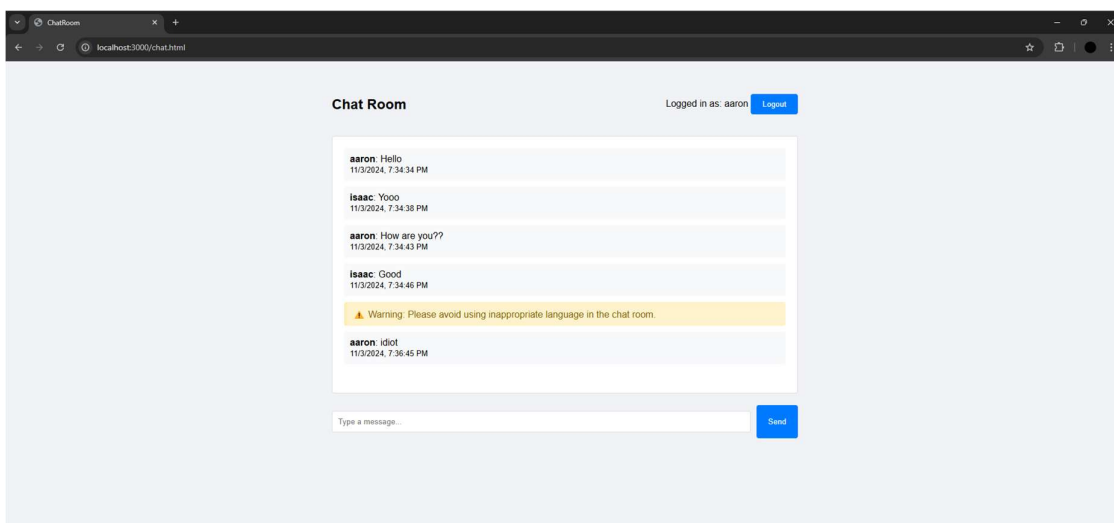 ChatRoom
localhost:3000/chat.html
Chat Room
Logged in as: aaron Logout
aaron: Hello
11/3/2024, 7:34:34 PM
isaac: Yooo
11/3/2024, 7:34:38 PM
aaron: How are you??
11/3/2024, 7:34:43 PM
isaac: Good
11/3/2024, 7:34:46 PM
Warning: Please avoid using inappropriate language in the chat room.
aaron: idiot
11/3/2024, 7:36:45 PM
Type a message... Send